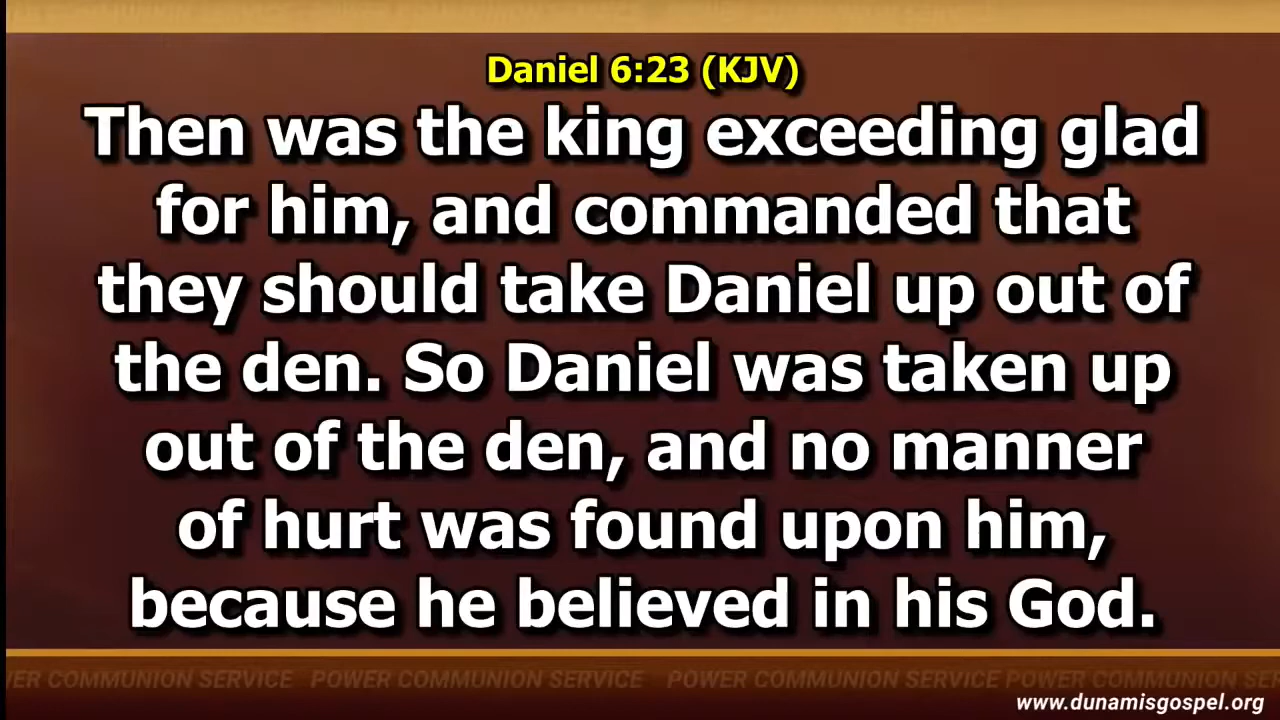 Daniel 6:23 (KJV)
Then was the king exceeding glad
for him, and commanded that
they should take Daniel up out of
the den. So Daniel was taken up
out of the den, and no manner
of hurt was found upon him,
because he believed in his God.
ER COMMUNION SERVICE POWER COMMUNION SERVICE POWER COMMUNION SERVICE POWER COMMUNION SER
www.dunamisgospel.org